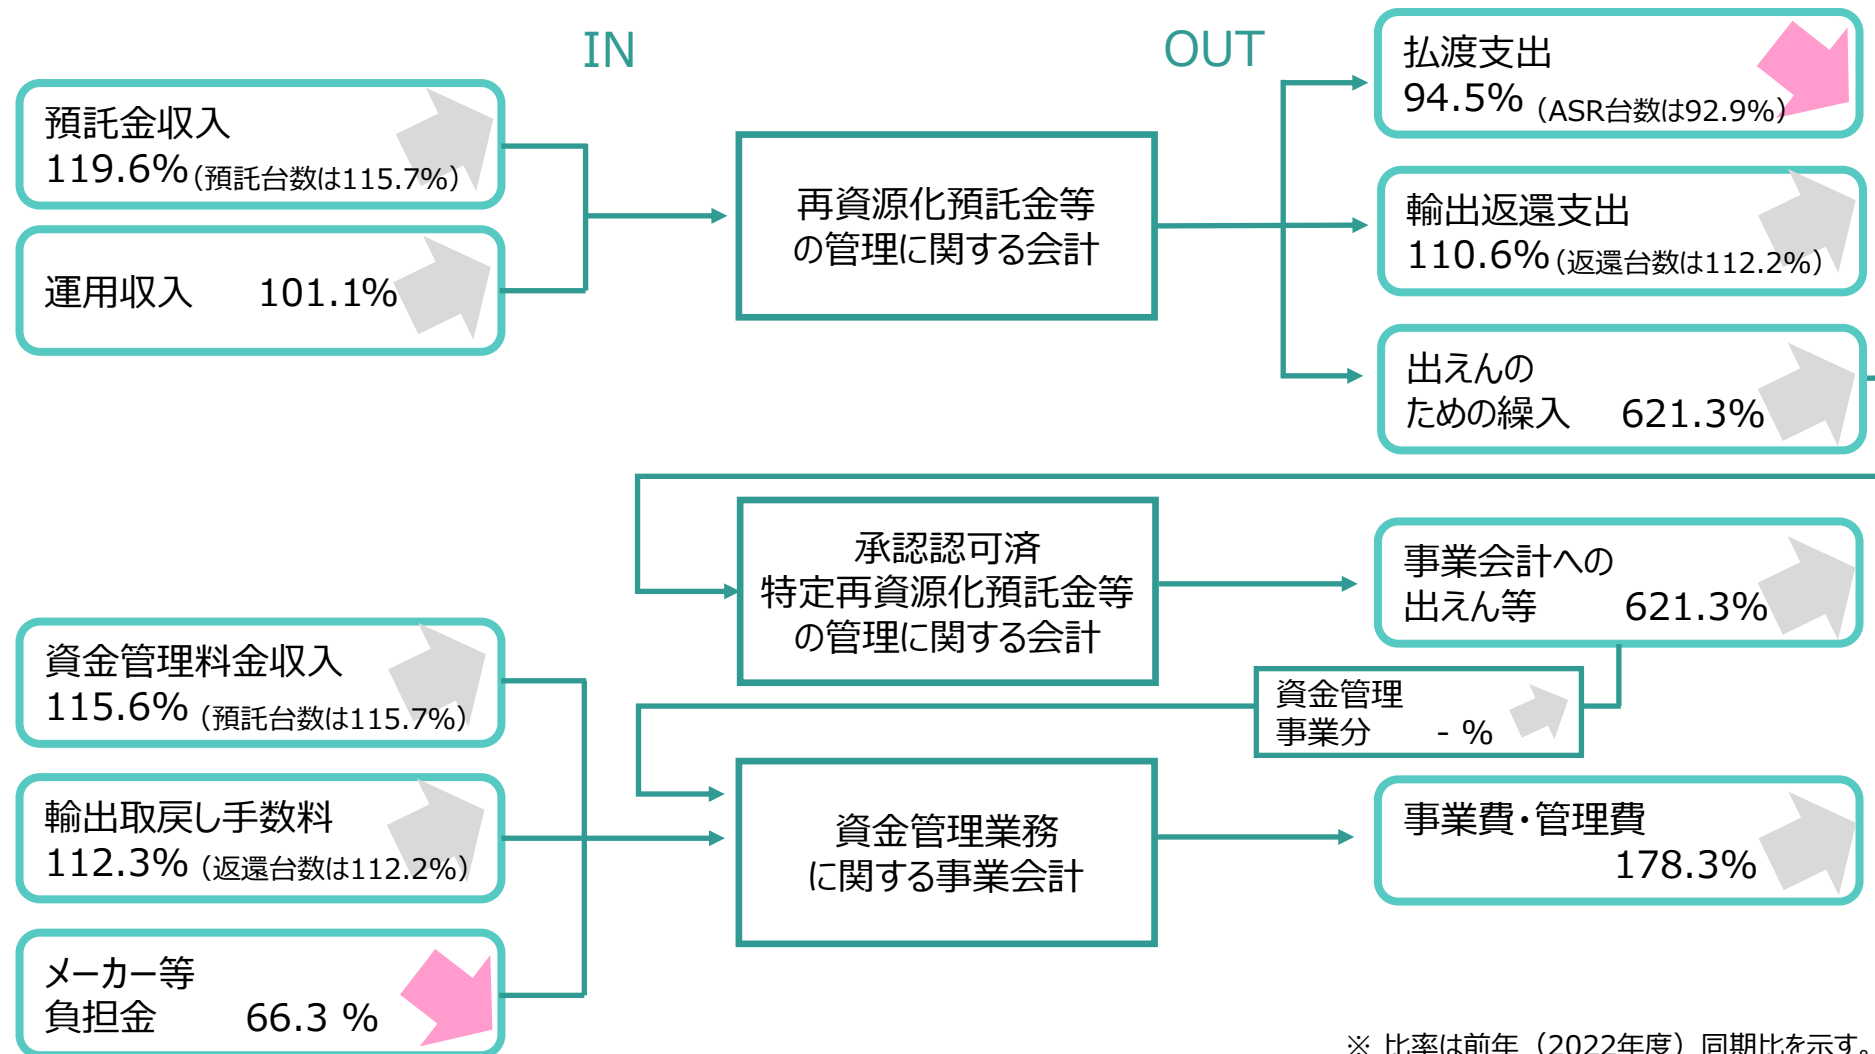 IN
OUT
預託金収入
119.6%（預託台数は115.7%）
運用収入 101.1%
再資源化預託金等
の管理に関する会計
払渡支出
94.5%（ASR台数は92.9%）
輸出返還支出
110.6%（返還台数は112.2%）
出えんの
ための繰入 621.3%
承認認可済
特定再資源化預託金等
の管理に関する会計
事業会計への
出えん等 621.3%
資金管理
事業分 - %
資金管理料金収入
115.6%（預託台数は115.7%）
輸出取戻し手数料
112.3%（返還台数は112.2%）
メーカー等
負担金 66.3 %
資金管理業務
に関する事業会計
事業費・管理費
178.3%
※ 比率は前年（2022年度）同期比を示す。